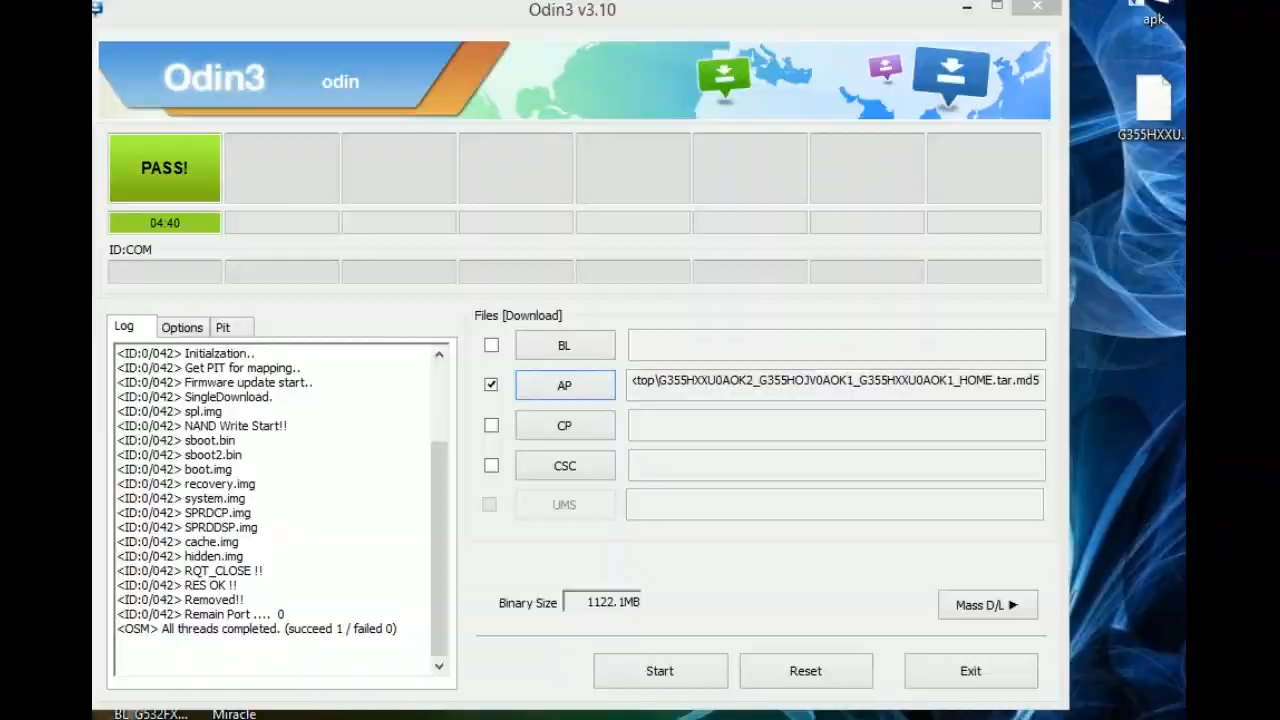 Odin3 v3.10
apk
Odin3 odin
G355HXXU...
PASS!
04:40
ID:COM
Log Options Pit
<ID:0/042> Initialzation..
<ID:0/042> Get PIT for mapping..
<ID:0/042> Firmware update start..
<ID:0/042> SingleDownload.
<ID:0/042> spl.img
<ID:0/042> NAND Write Start!!
<ID:0/042> sboot.bin
<ID:0/042> sboot2.bin
<ID:0/042> boot.img
<ID:0/042> recovery.img
<ID:0/042> system.img
<ID:0/042> SPRDCP.img
<ID:0/042> SPRDDSP.img
<ID:0/042> cache.img
<ID:0/042> hidden.img
<ID:0/042> RQT_CLOSE !!
<ID:0/042> RES OK !!
<ID:0/042> Removed!!
<ID:0/042> Remain Port .... 0
<OSM> All threads completed. (succeed 1 / failed 0)
Files [Download]
BL
AP <top\G355HXXU0AOK2_G355HOJV0AOK1_G355HXXU0AOK1_HOME.tar.md5
CP
CSC
UMS
Binary Size 1122.1MB
Mass D/L ▶
Start Reset Exit
BL_G532FX... Miracle